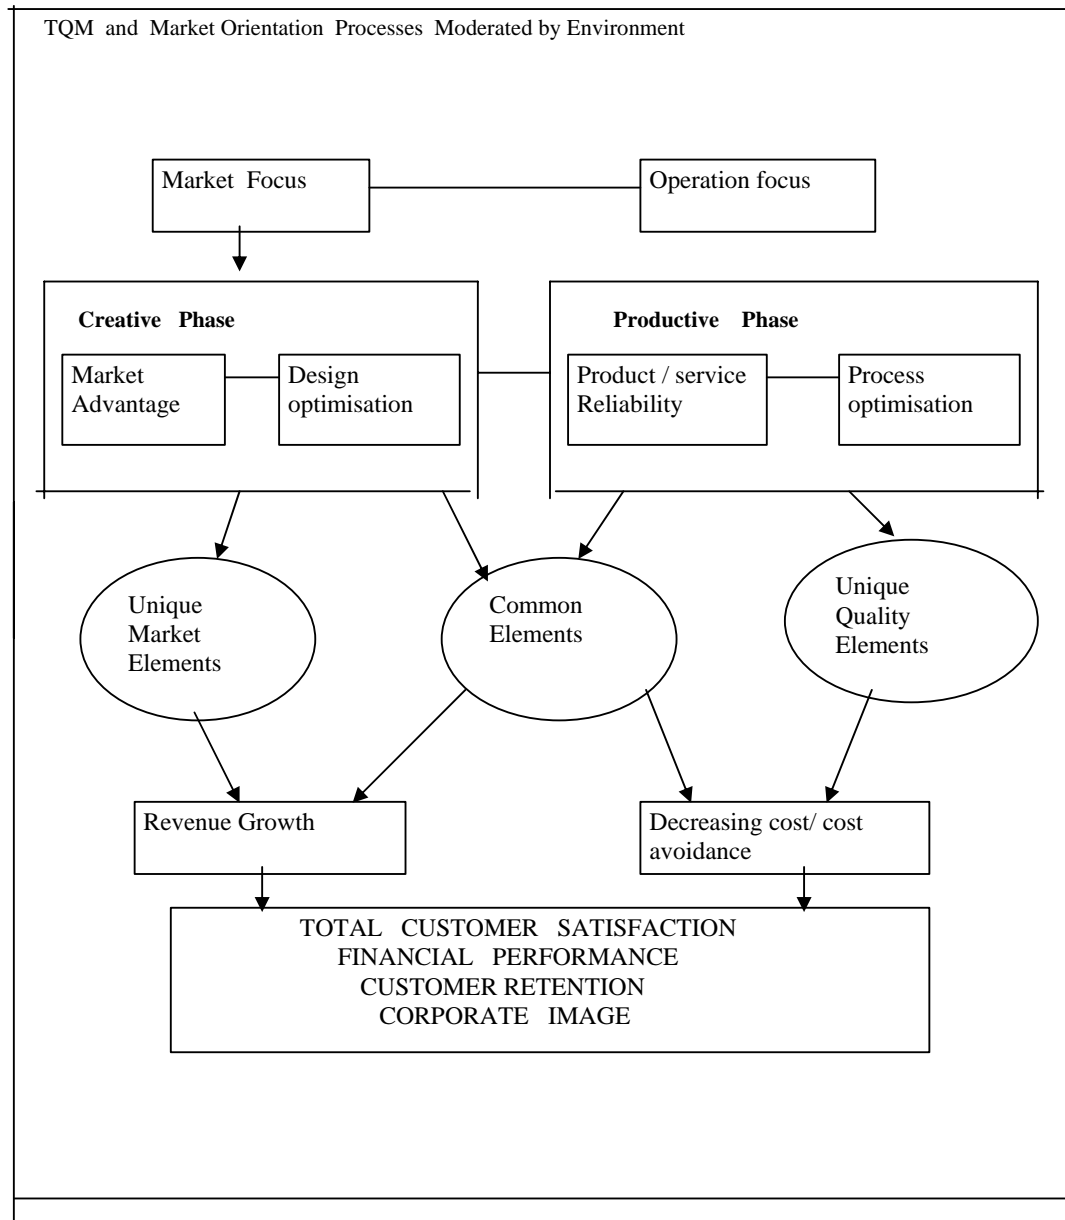 TQM and Market Orientation Processes Moderated by Environment
Market Focus
Operation focus
Creative Phase
Productive Phase
Market
Advantage
Design
optimisation
Product / service
Reliability
Process
optimisation
Unique
Market
Elements
Common
Elements
Unique
Quality
Elements
Revenue Growth
Decreasing cost/ cost
avoidance
TOTAL CUSTOMER SATISFACTION
FINANCIAL PERFORMANCE
CUSTOMER RETENTION
CORPORATE IMAGE